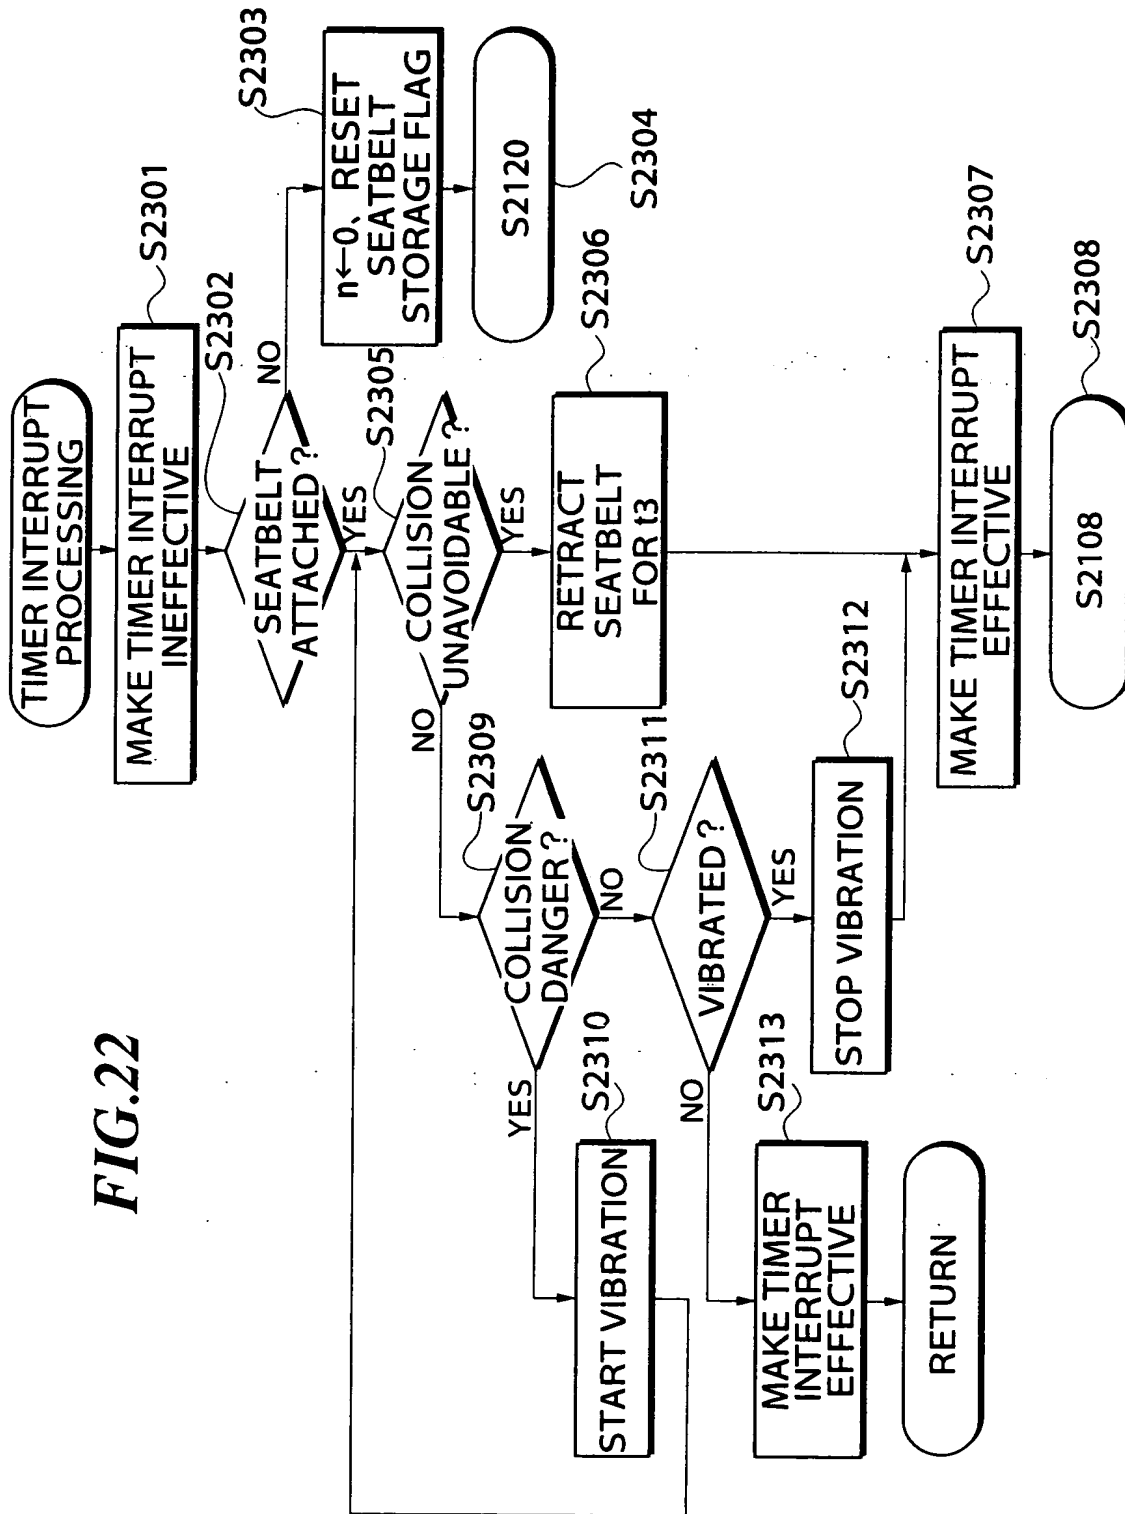 FIG.22
TIMER INTERRUPT
PROCESSING
MAKE TIMER INTERRUPT
INEFFECTIVE
S2301
SEATBELT
ATTACHED?
S2302
NO
YES
n←0、RESET
SEATBELT
STORAGE FLAG
S2303
S2120
S2304
COLLISION
UNAVOIDABLE?
S2305
NO
YES
RETRACT
SEATBELT
FOR t3
S2306
COLLISION
DANGER?
S2309
YES
NO
START VIBRATION
S2310
VIBRATED?
S2311
NO
YES
STOP VIBRATION
S2312
MAKE TIMER
INTERRUPT
EFFECTIVE
S2313
RETURN
MAKE TIMER INTERRUPT
EFFECTIVE
S2307
S2108
S2308